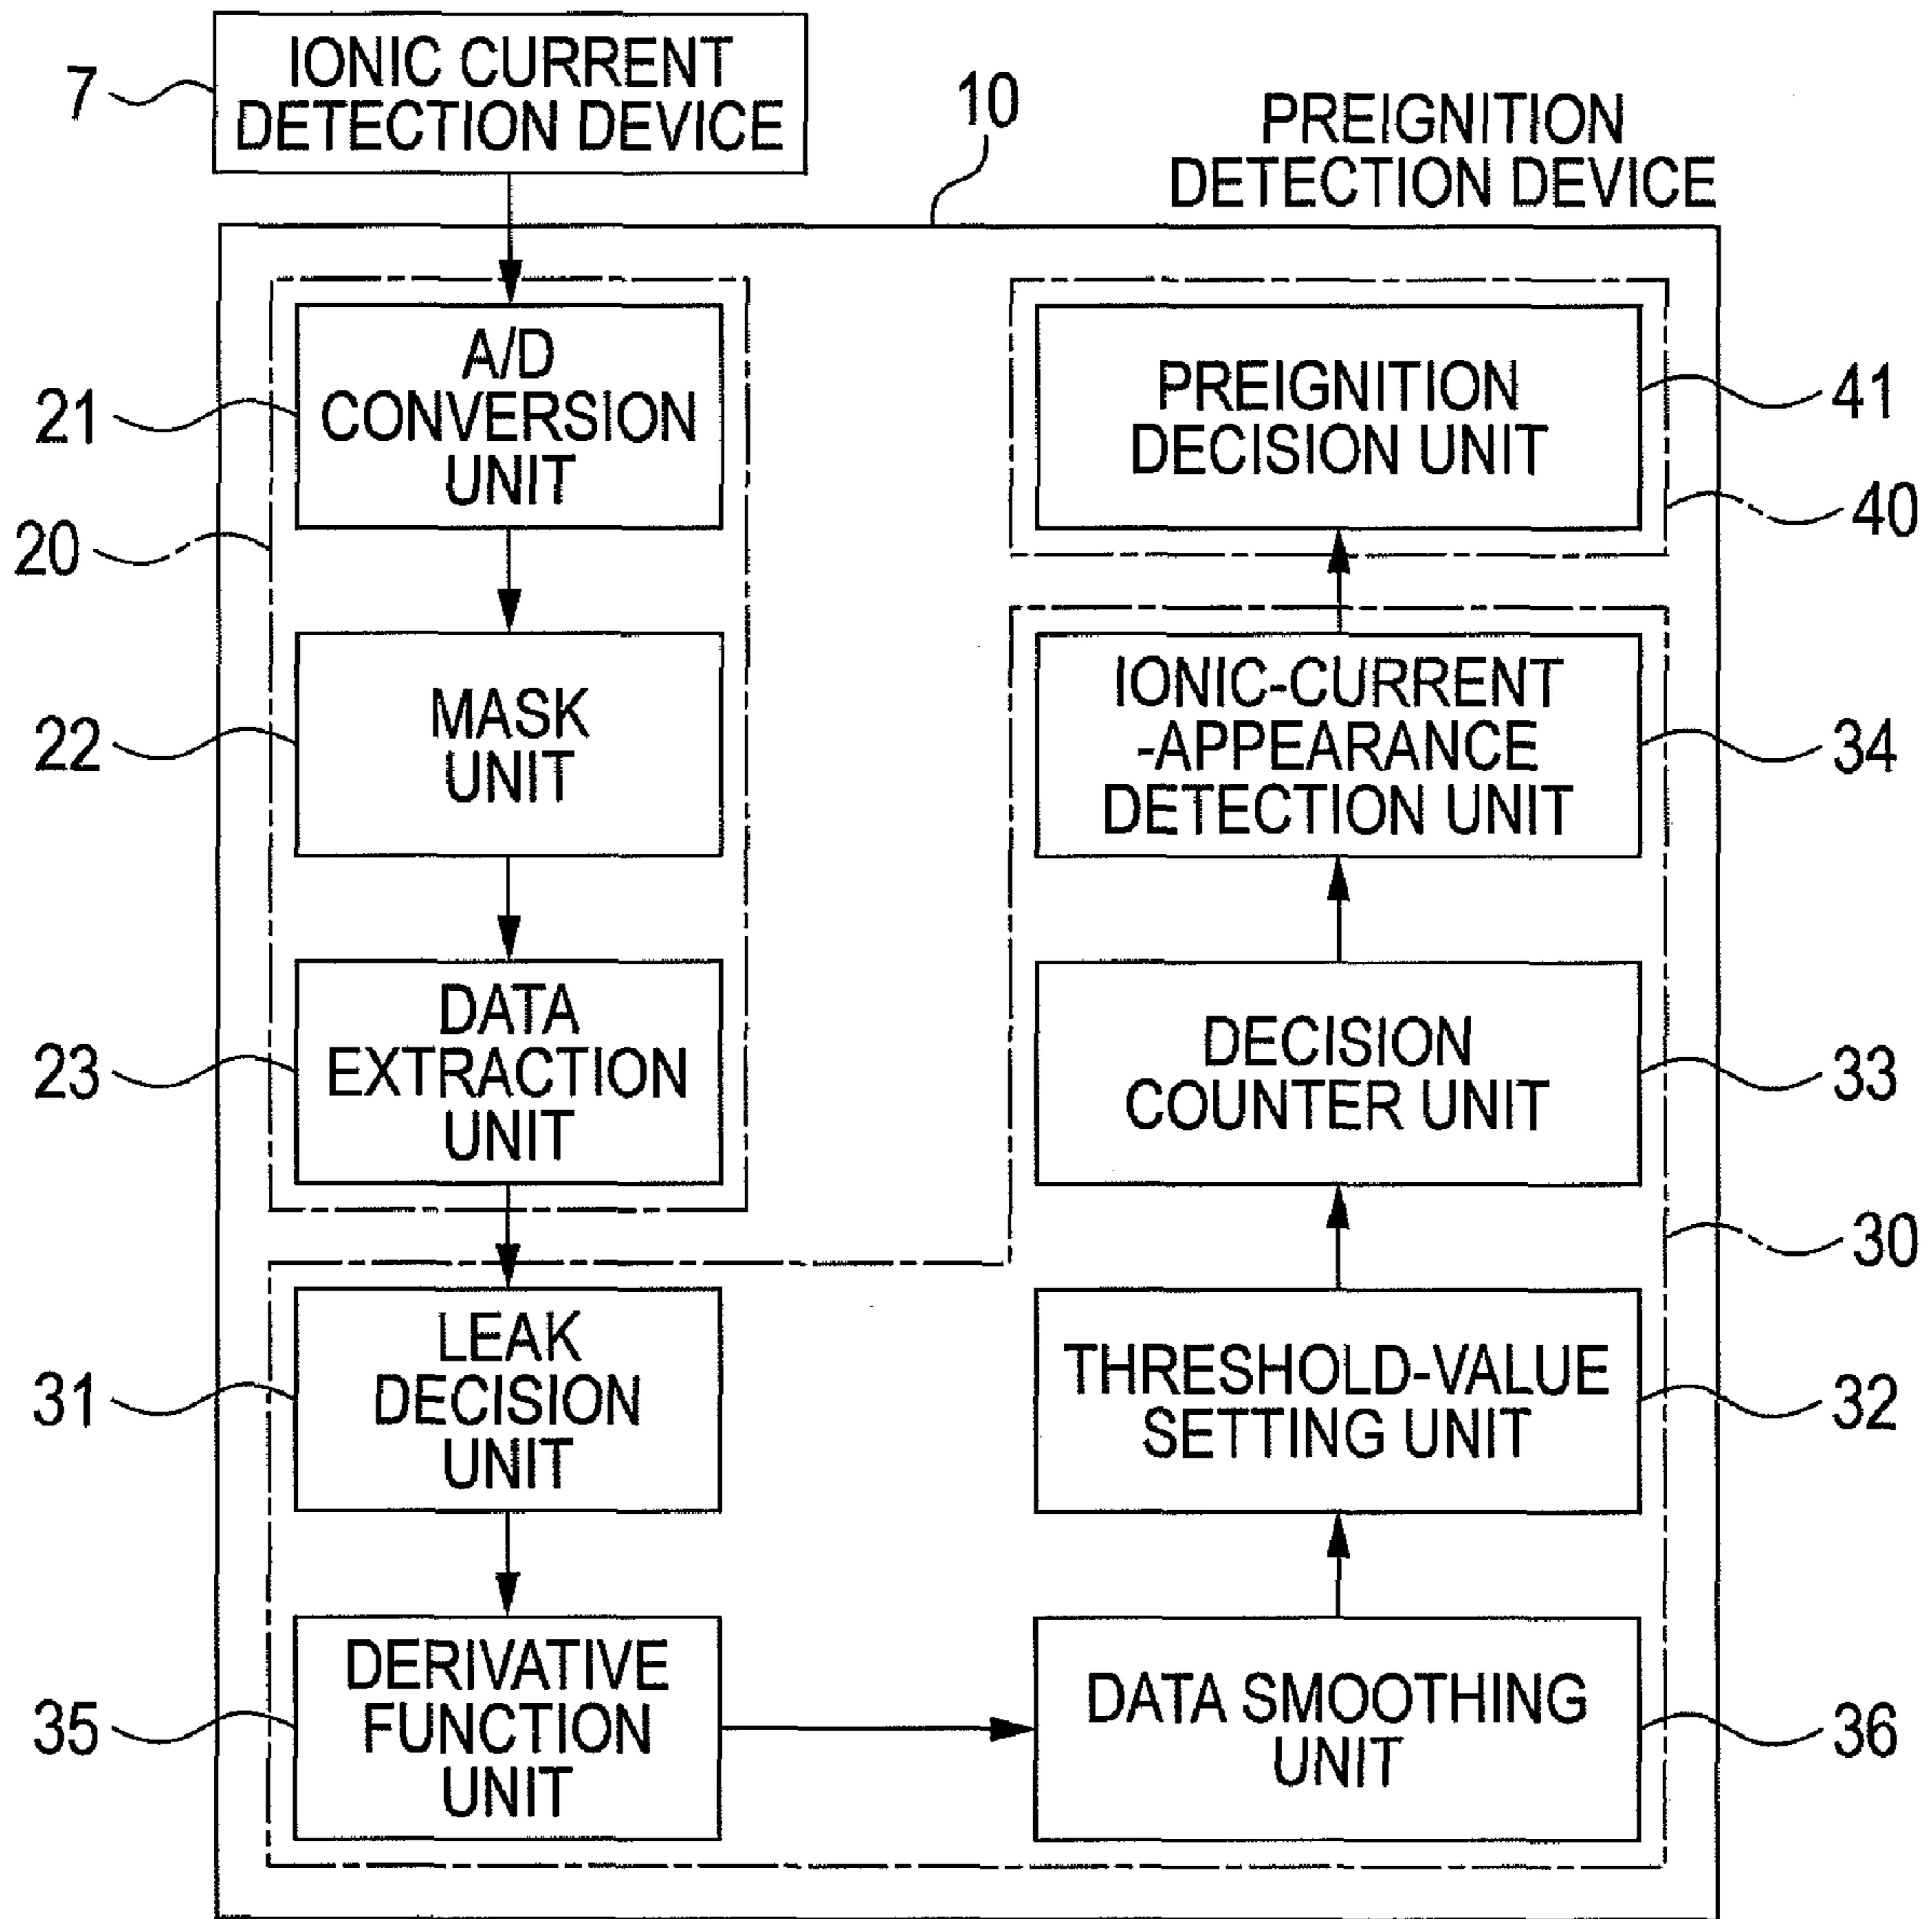 IONIC CURRENT
DETECTION DEVICE
7
10
PREIGNITION
DETECTION DEVICE
A/D
CONVERSION
UNIT
21
20
MASK
UNIT
22
DATA
EXTRACTION
UNIT
23
LEAK
DECISION
UNIT
31
DERIVATIVE
FUNCTION
UNIT
35
DATA SMOOTHING
UNIT
36
THRESHOLD-VALUE
SETTING UNIT
32
30
DECISION
COUNTER UNIT
33
IONIC-CURRENT
-APPEARANCE
DETECTION UNIT
34
PREIGNITION
DECISION UNIT
41
40